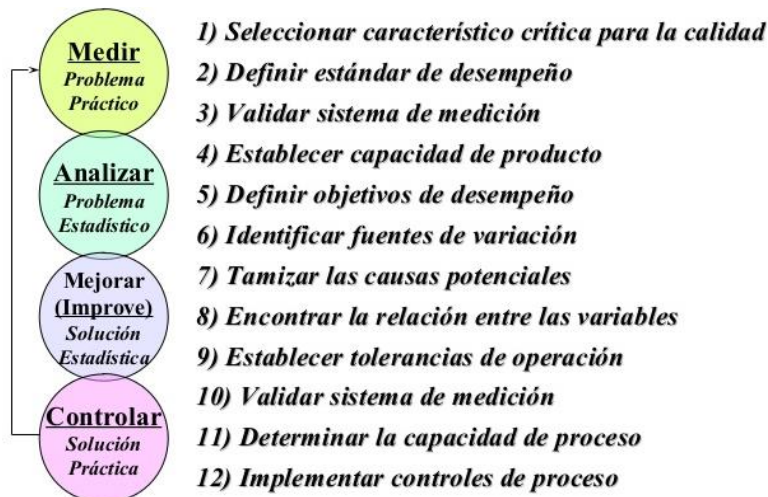 Medir
Problema
Práctico
1) Seleccionar característico crítica para la calidad
2) Definir estándar de desempeño
3) Validar sistema de medición
Analizar
Problema
Estadístico
4) Establecer capacidad de producto
5) Definir objetivos de desempeño
6) Identificar fuentes de variación
Mejorar
(Improve)
Solución
Estadística
7) Tamizar las causas potenciales
8) Encontrar la relación entre las variables
9) Establecer tolerancias de operación
Controlar
Solución
Práctica
10) Validar sistema de medición
11) Determinar la capacidad de proceso
12) Implementar controles de proceso